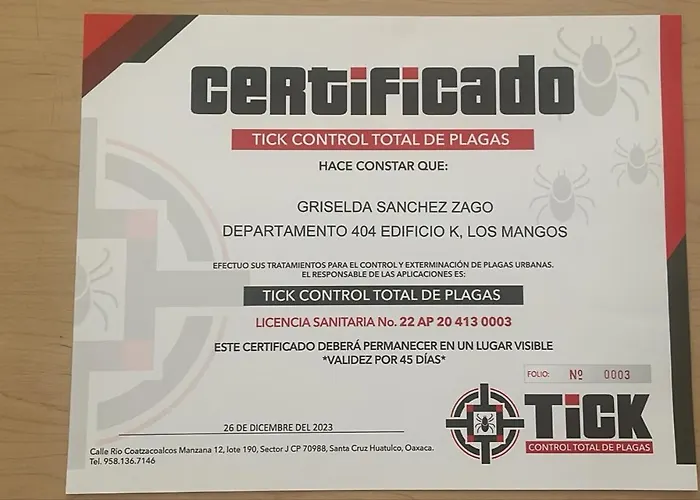 CERTIFICADO
TICK CONTROL TOTAL DE PLAGAS
HACE CONSTAR QUE:
GRISELDA SANCHEZ ZAGO
DEPARTAMENTO 404 EDIFICIO K, LOS MANGOS
EFECTUO SUS TRATAMIENTOS PARA EL CONTROL Y EXTERMINACIÓN DE PLAGAS URBANAS.
EL RESPONSABLE DE LAS APLICACIONES ES:
TICK CONTROL TOTAL DE PLAGAS
LICENCIA SANITARIA No. 22 AP 20 413 0003
ESTE CERTIFICADO DEBERÁ PERMANECER EN UN LUGAR VISIBLE
*VALIDEZ POR 45 DÍAS*
FOLIO: Nº 0003
TICK
CONTROL TOTAL DE PLAGAS
26 DE DICEMBRE DEL 2023
Calle Rio Coatzacoalcos Manzana 12, lote 190, Sector J CP 70988, Santa Cruz Huatulco, Oaxaca.
Tel. 958.136.7146